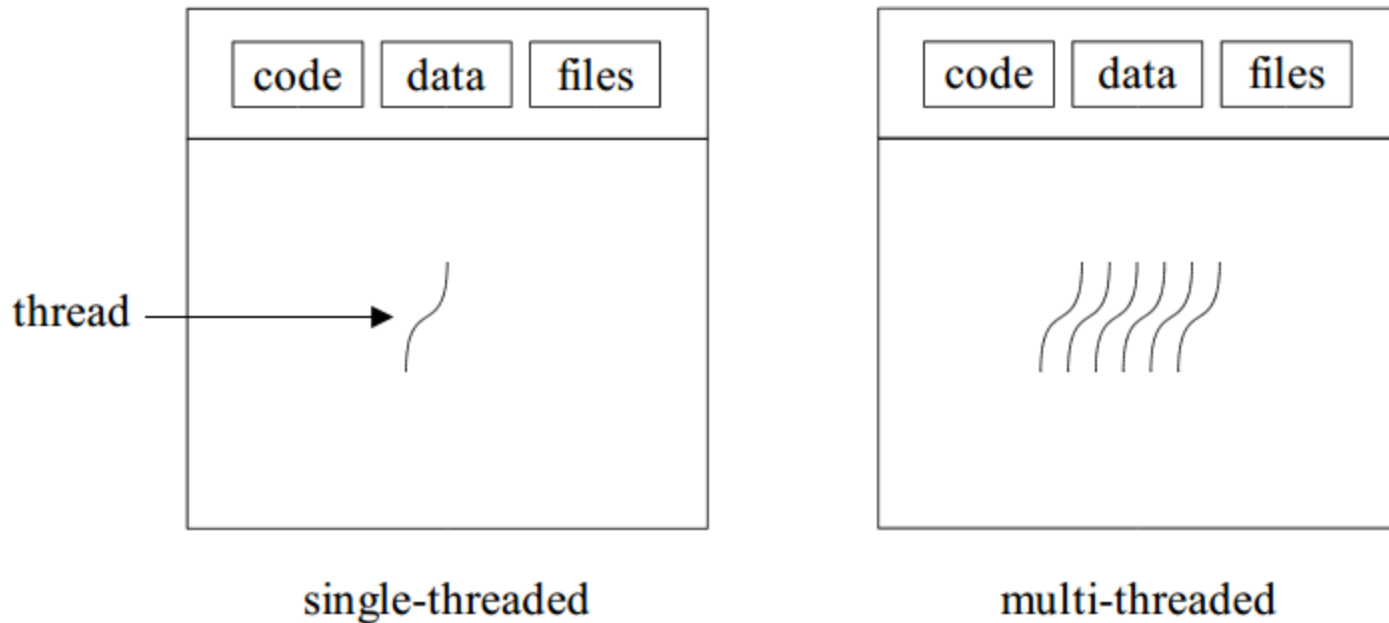 code data files code data files
thread
single-threaded multi-threaded